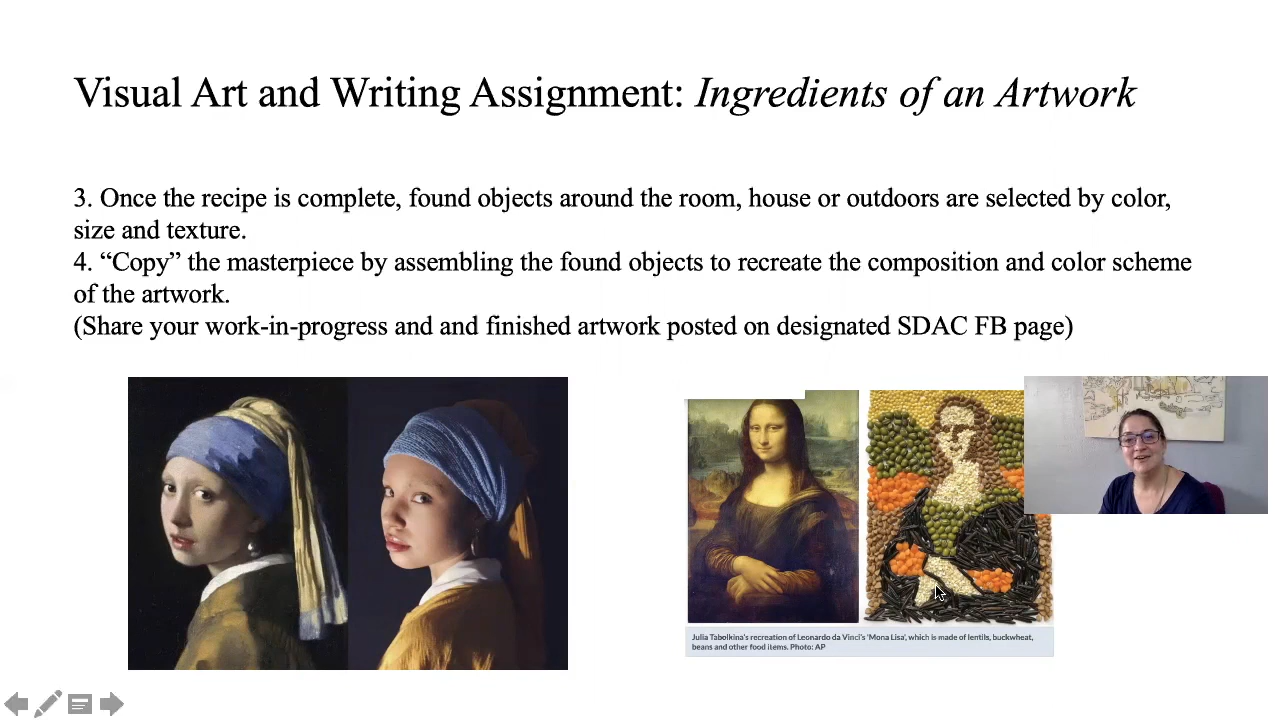 Visual Art and Writing Assignment: Ingredients of an Artwork
3. Once the recipe is complete, found objects around the room, house or outdoors are selected by color,
size and texture.
4. “Copy” the masterpiece by assembling the found objects to recreate the composition and color scheme
of the artwork.
(Share your work-in-progress and and finished artwork posted on designated SDAC FB page)
Julia Tabolkina's recreation of Leonardo da Vinci's 'Mona Lisa', which is made of lentils, buckwheat,
beans and other food items. Photo: AP